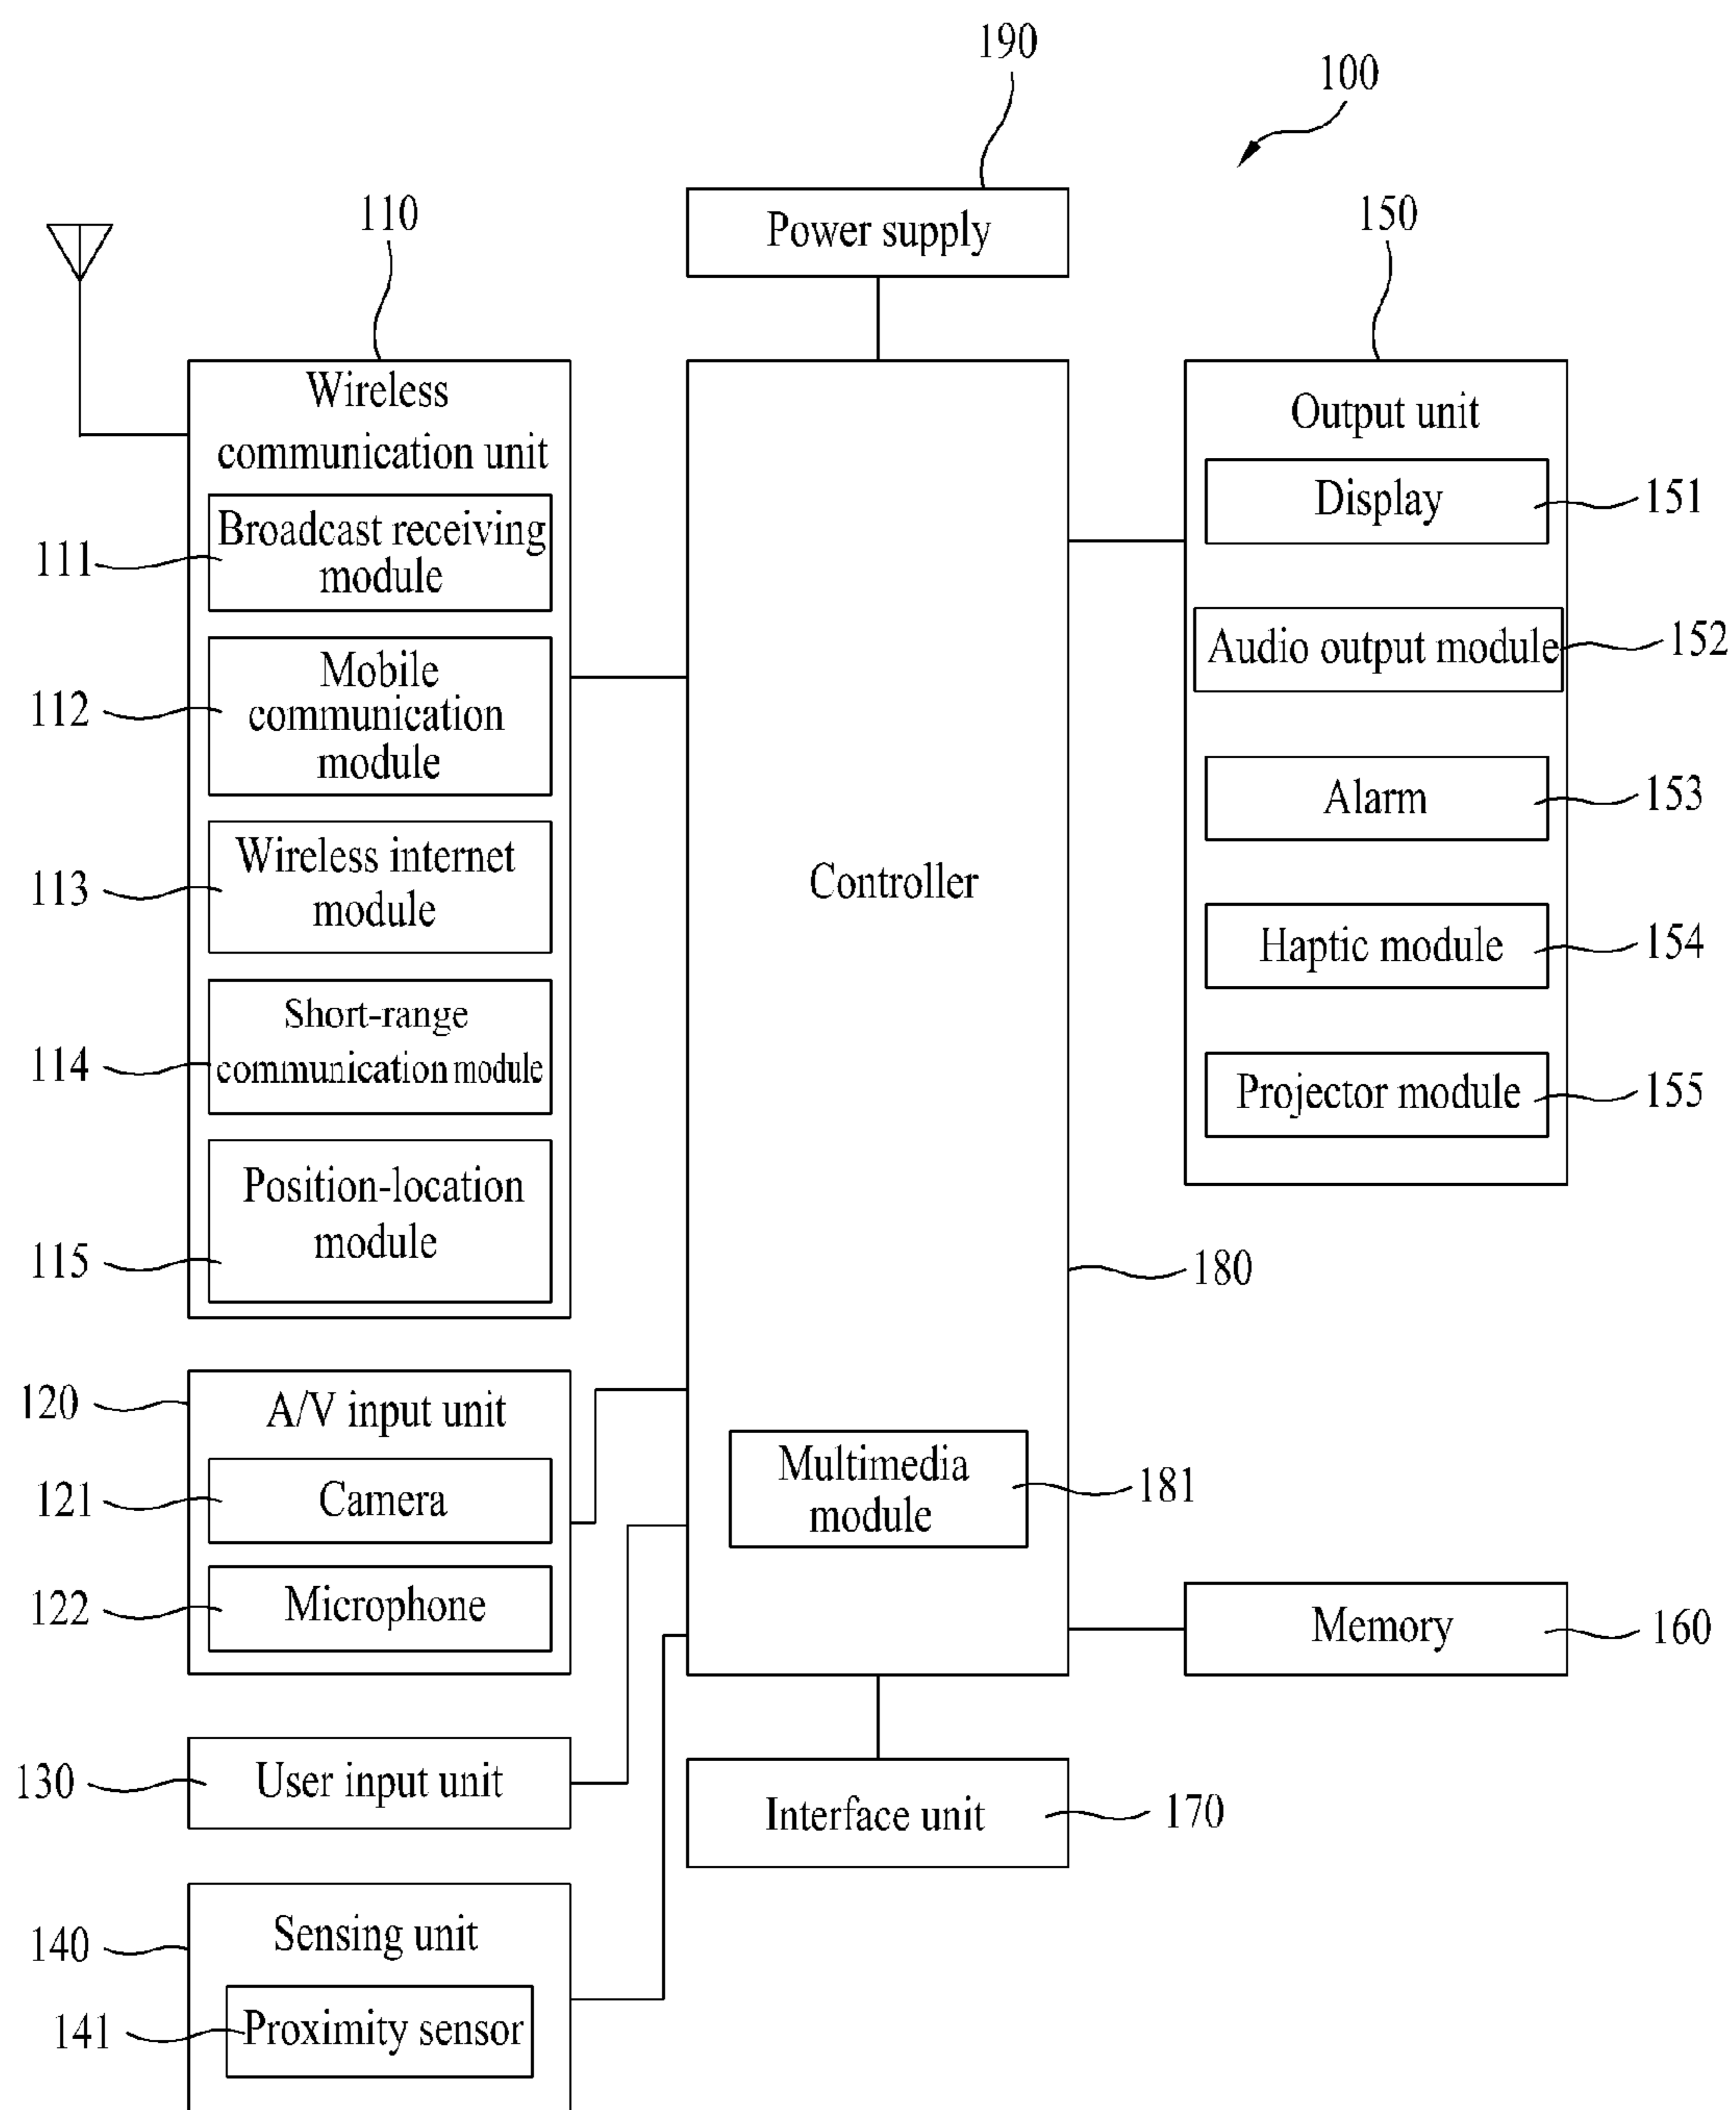 190
100
110
Power supply
150
Wireless
communication unit
Output unit
111
Broadcast receiving
module
Display
151
112
Mobile
communication
module
Audio output module
152
113
Wireless internet
module
Controller
Alarm
153
114
Short-range
communication module
Haptic module
154
115
Position-location
module
Projector module
155
180
120
A/V input unit
121
Camera
Multimedia
module
181
122
Microphone
Memory
160
130
User input unit
Interface unit
170
140
Sensing unit
141
Proximity sensor